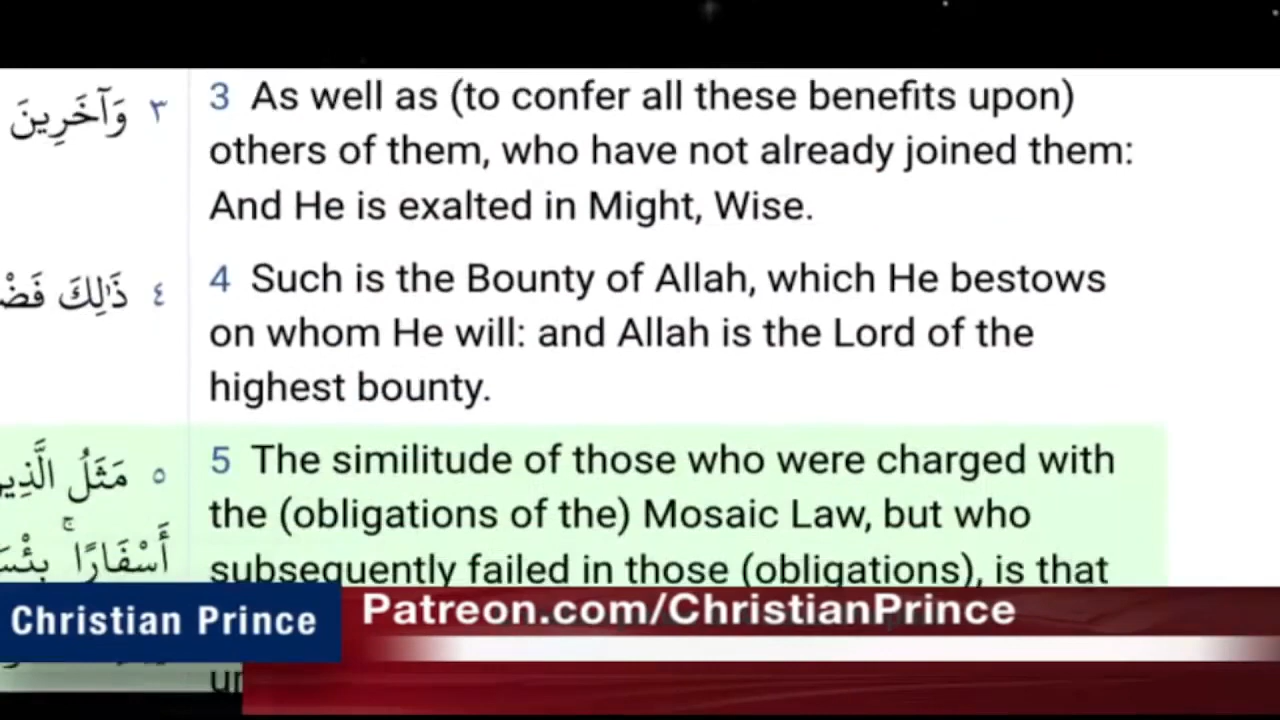 ٣ وَآخَرِينَ
3 As well as (to confer all these benefits upon)
others of them, who have not already joined them:
And He is exalted in Might, Wise.
٤ ذَٰلِكَ
4 Such is the Bounty of Allah, which He bestows
on whom He will: and Allah is the Lord of the
highest bounty.
٥ مَثَلُ
أَسْفَارًا ۚ
5 The similitude of those who were charged with
the (obligations of the) Mosaic Law, but who
subsequently failed in those (obligations), is that
Christian Prince
Patreon.com/ChristianPrince